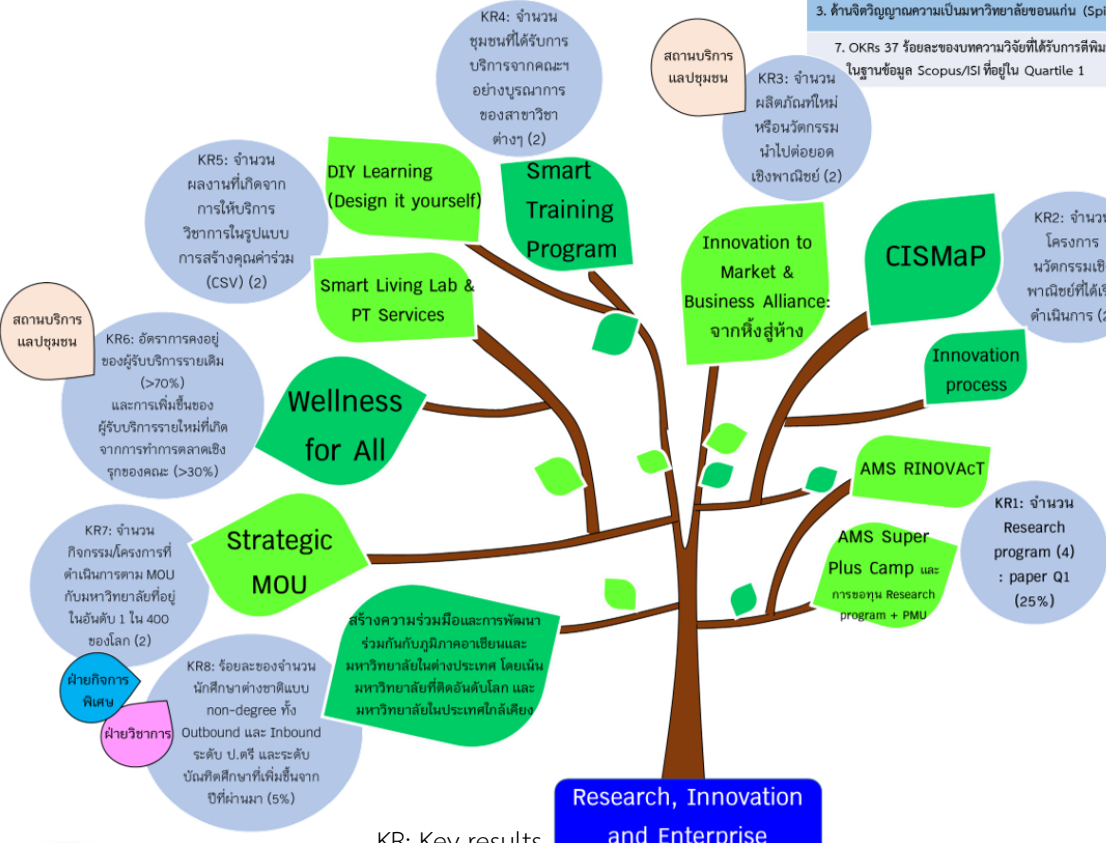 3. ด้านจิตวิญญาณความเป็นมหาวิทยาลัยขอนแก่น (Spi
7. OKRs 37 ร้อยละของบทความวิจัยที่ได้รับการตีพิม
ในฐานข้อมูล Scopus/ISI ที่อยู่ใน Quartile 1
KR4: จำนวน
ชุมชนที่ได้รับการ
บริการจากคณะฯ
อย่างบูรณาการ
ของสาขาวิชา
ต่างๆ (2)
สถานบริการ
แลปชุมชน
KR3: จำนวน
ผลิตภัณฑ์ใหม่
หรือนวัตกรรม
นำไปต่อยอด
เชิงพาณิชย์ (2)
KR5: จำนวน
ผลงานที่เกิดจาก
การให้บริการ
วิชาการในรูปแบบ
การสร้างคุณค่าร่วม
(CSV) (2)
DIY Learning
(Design it yourself)
Smart
Training
Program
Innovation to
Market &
Business Alliance:
จากหิ้งสู่ห้าง
CISMaP
KR2: จำนวน
โครงการ
นวัตกรรมเชิ
พาณิชย์ที่ได้เริ
ดำเนินการ (2
Smart Living Lab &
PT Services
สถานบริการ
แลปชุมชน
KR6: อัตราการคงอยู่
ของผู้รับบริการรายเดิม
(>70%)
และการเพิ่มขึ้นของ
ผู้รับบริการรายใหม่ที่เกิด
จากการทำการตลาดเชิง
รุกของคณะ (>30%)
Innovation
process
Wellness
for All
AMS RINOVAcT
KR1: จำนวน
Research
program (4)
: paper Q1
(25%)
KR7: จำนวน
กิจกรรม/โครงการที่
ดำเนินการตาม MOU
กับมหาวิทยาลัยที่อยู่
ในอันดับ 1 ใน 400
ของโลก (2)
Strategic
MOU
AMS Super
Plus Camp และ
การขอทุน Research
program + PMU
สร้างความร่วมมือและการพัฒนา
ร่วมกันกับภูมิภาคอาเซียนและ
มหาวิทยาลัยในต่างประเทศ โดยเน้น
มหาวิทยาลัยที่ติดอันดับโลก และ
มหาวิทยาลัยในประเทศใกล้เคียง
ฝ่ายกิจการ
พิเศษ
ฝ่ายวิชาการ
KR8: ร้อยละของจำนวน
นักศึกษาต่างชาติแบบ
non-degree ทั้ง
Outbound และ Inbound
ระดับ ป.ตรี และระดับ
บัณฑิตศึกษาที่เพิ่มขึ้นจาก
ปีที่ผ่านมา (5%)
Research, Innovation
and Enterprise
KR: Key results